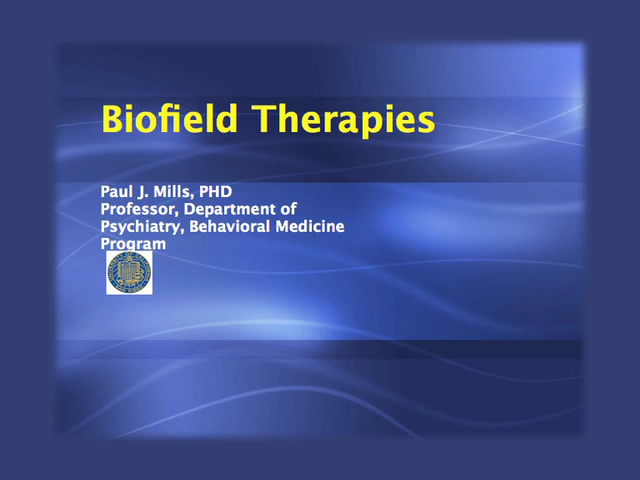 Biofield Therapies
Paul J. Mills, PHD
Professor, Department of
Psychiatry, Behavioral Medicine
Program